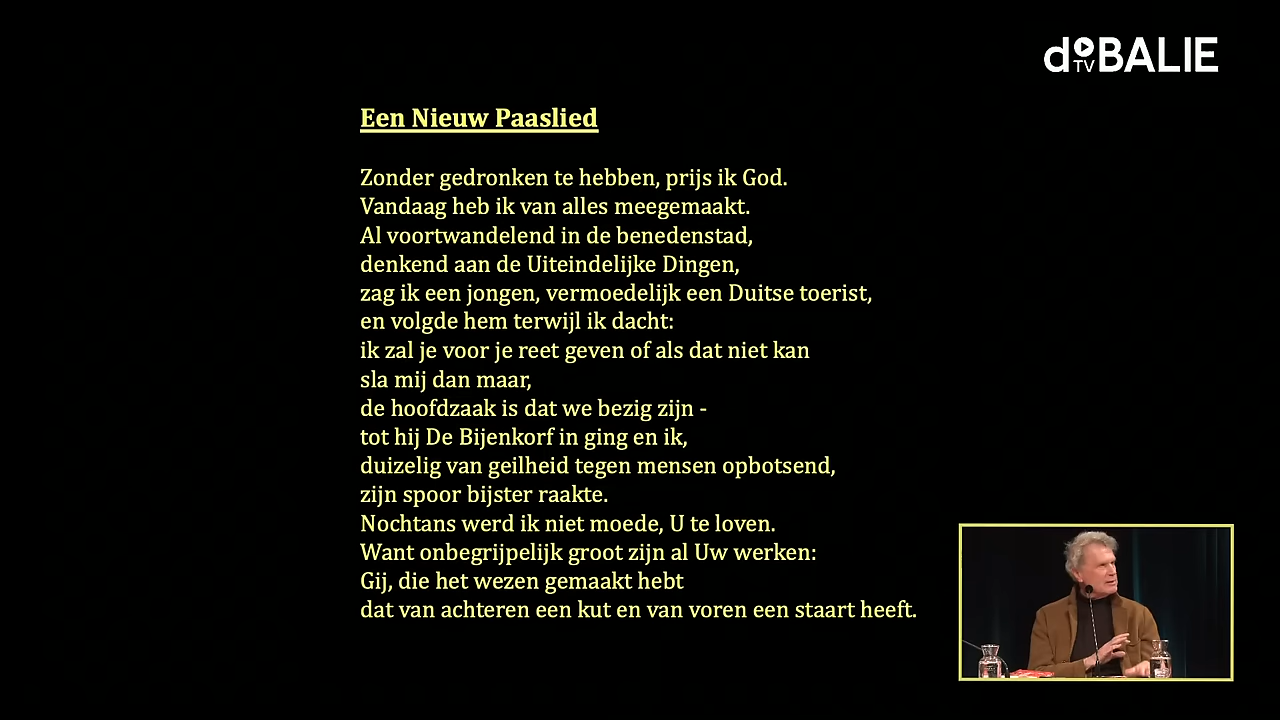 de TV BALIE
Een Nieuw Paaslied
Zonder gedronken te hebben, prijs ik God.
Vandaag heb ik van alles meegemaakt.
Al voortwandelend in de benedenstad,
denkend aan de Uiteindelijke Dingen,
zag ik een jongen, vermoedelijk een Duitse toerist,
en volgde hem terwijl ik dacht:
ik zal je voor je reet geven of als dat niet kan
sla mij dan maar,
de hoofdzaak is dat we bezig zijn -
tot hij De Bijenkorf in ging en ik,
duizelig van geilheid tegen mensen opbotsend,
zijn spoor bijster raakte.
Nochtans werd ik niet moede, U te loven.
Want onbegrijpelijk groot zijn al Uw werken:
Gij, die het wezen gemaakt hebt
dat van achteren een kut en van voren een staart heeft.